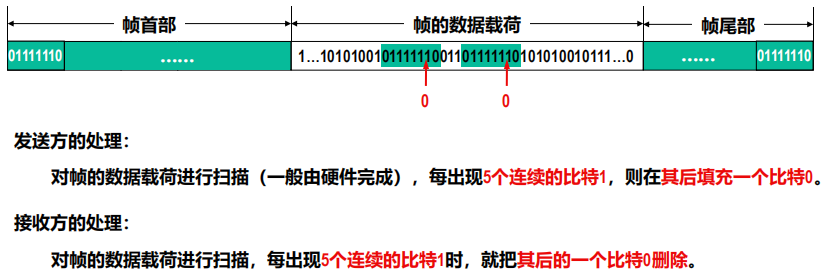 帧首部 帧的数据载荷 帧尾部
01111110 …… 1…10101001011111100110111111010101001011​1…0 …… 01111110
0 0
发送方的处理：
对帧的数据载荷进行扫描（一般由硬件完成），每出现5个连续的比特1，则在其后填充一个比特0。
接收方的处理：
对帧的数据载荷进行扫描，每出现5个连续的比特1时，就把其后的一个比特0删除。